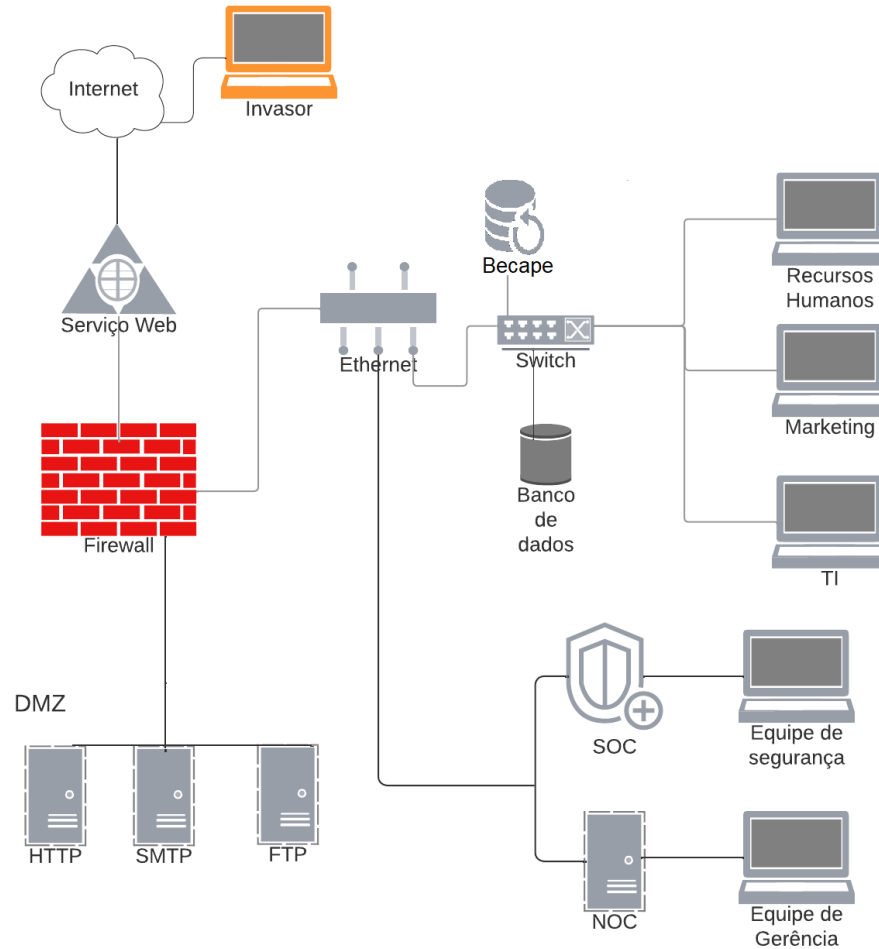 Internet
Invasor
Serviço Web
Becape
Ethernet
Switch
Recursos
Humanos
Marketing
Banco
de
dados
Firewall
TI
DMZ
SOC
Equipe de
segurança
HTTP
SMTP
FTP
NOC
Equipe de
Gerência